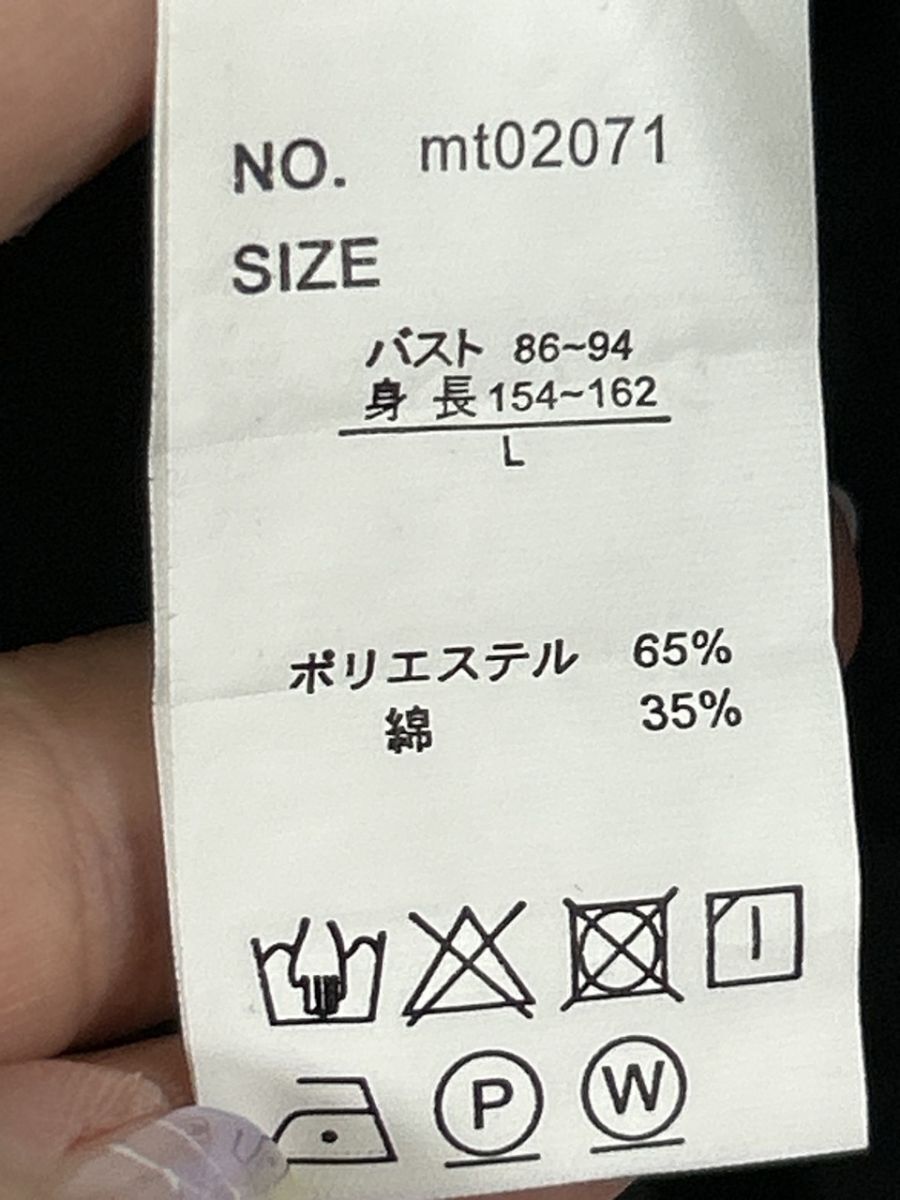 NO. mt02071
SIZE
バスト 86~94
身 長 154~162
L
ポリエステル 65%
綿 35%
P W